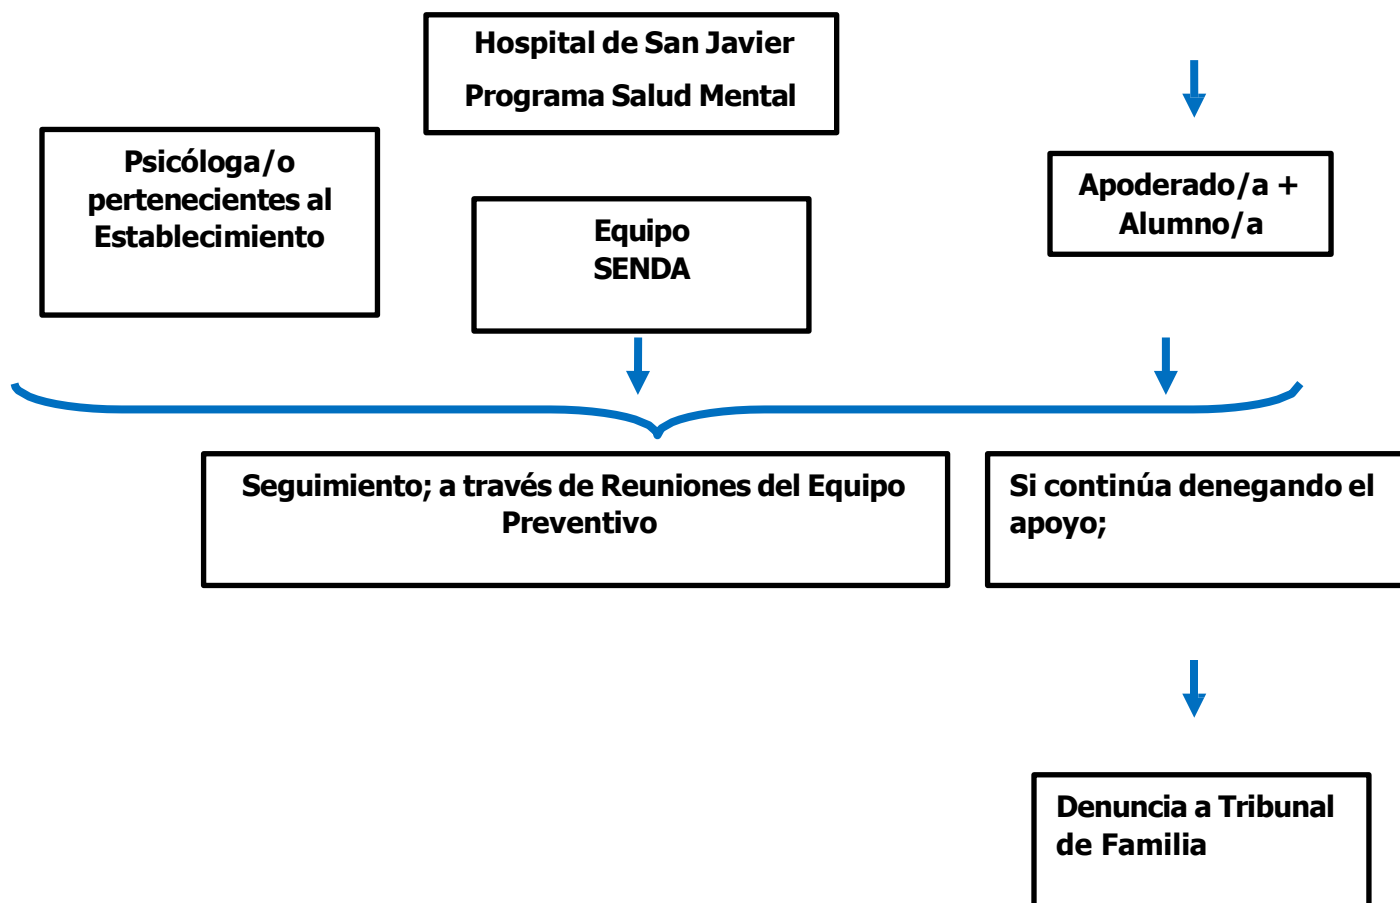 Hospital de San Javier
Programa Salud Mental
Psicóloga/o
pertenecientes al
Establecimiento
Equipo
SENDA
Apoderado/a +
Alumno/a
Seguimiento; a través de Reuniones del Equipo
Preventivo
Si continúa denegando el
apoyo;
Denuncia a Tribunal
de Familia